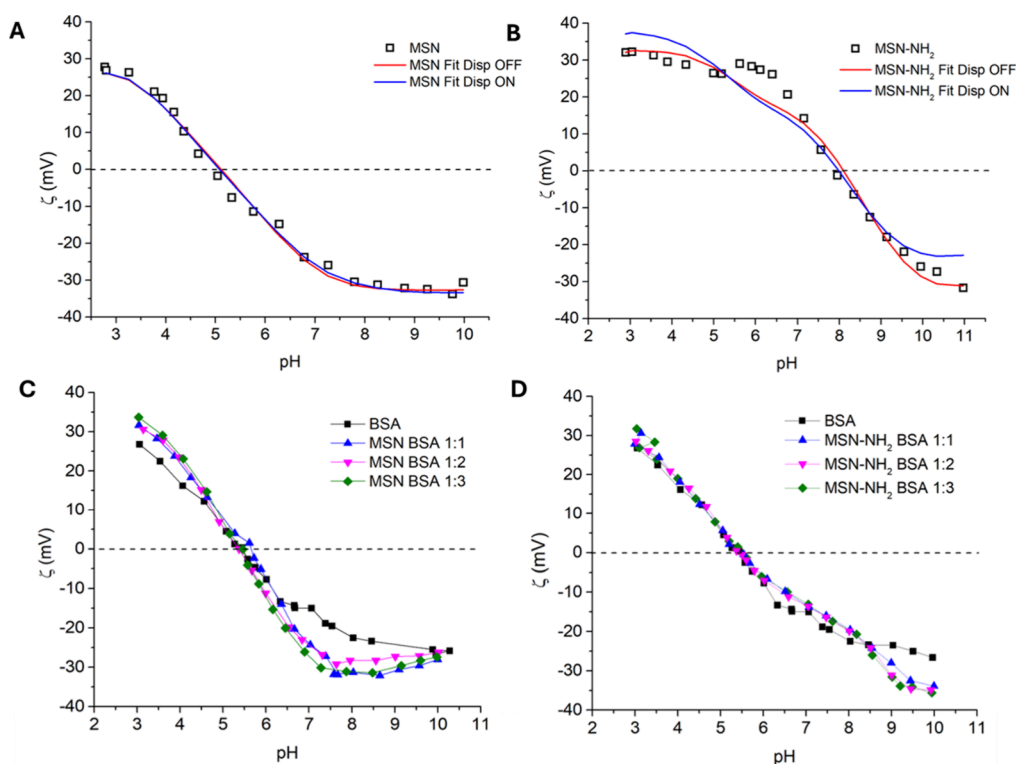 A
40
30
20
10
0
-10
-20
-30
-40
ζ (mV)
3 4 5 6 7 8 9 10
pH
MSN
MSN Fit Disp OFF
MSN Fit Disp ON
B
40
30
20
10
0
-10
-20
-30
-40
ζ (mV)
2 3 4 5 6 7 8 9 10 11
pH
MSN-NH2
MSN-NH2 Fit Disp OFF
MSN-NH2 Fit Disp ON
C
40
30
20
10
0
-10
-20
-30
-40
ζ (mV)
2 3 4 5 6 7 8 9 10 11
pH
BSA
MSN BSA 1:1
MSN BSA 1:2
MSN BSA 1:3
D
40
30
20
10
0
-10
-20
-30
-40
ζ (mV)
2 3 4 5 6 7 8 9 10 11
pH
BSA
MSN-NH2 BSA 1:1
MSN-NH2 BSA 1:2
MSN-NH2 BSA 1:3